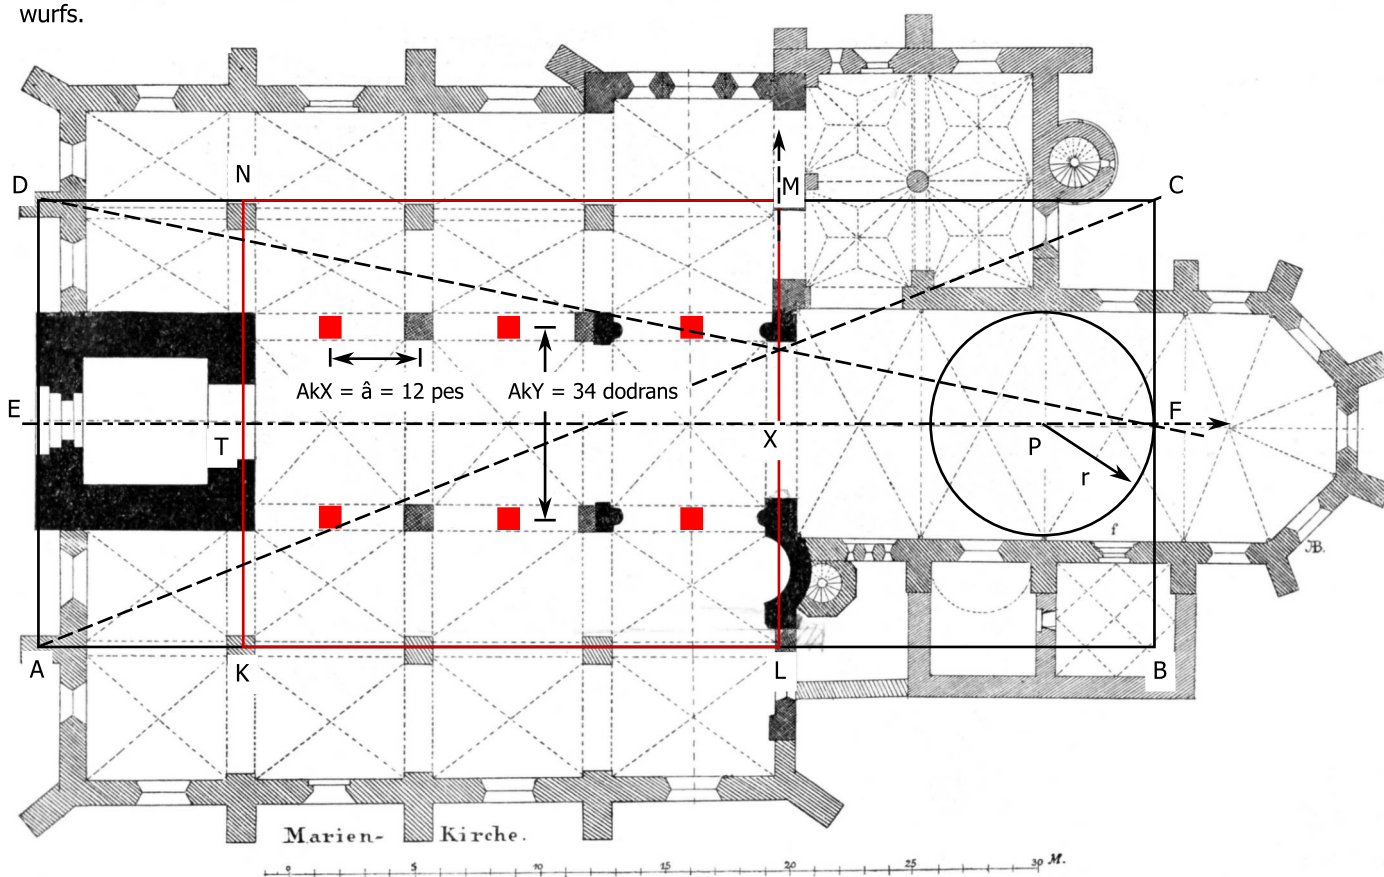 wurfs.
D
N
M
C
AkX = â = 12 pes
AkY = 34 dodrans
E
F
T
X
P
r
f
A
K
L
B
Marien- Kirche.
0 5 10 15 20 25 30 M.